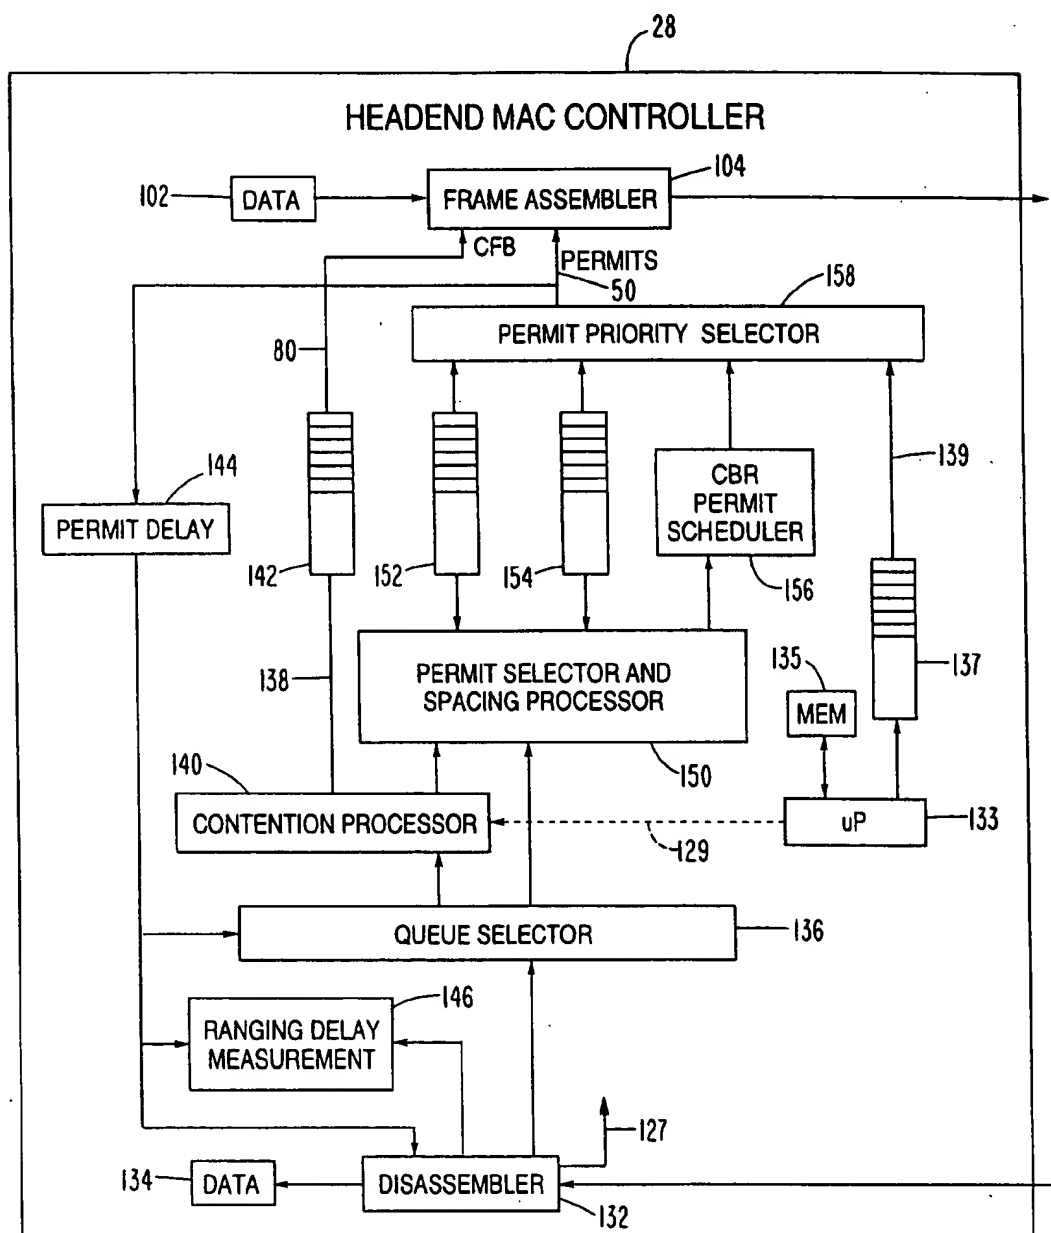 28
HEADEND MAC CONTROLLER
104
102
DATA
FRAME ASSEMBLER
CFB
PERMITS
50
158
PERMIT PRIORITY SELECTOR
80
144
139
CBR
PERMIT
SCHEDULER
PERMIT DELAY
142
152
154
156
138
PERMIT SELECTOR AND
SPACING PROCESSOR
135
137
MEM
140
150
CONTENTION PROCESSOR
129
uP
133
QUEUE SELECTOR
136
146
RANGING DELAY
MEASUREMENT
127
134
DATA
DISASSEMBLER
132